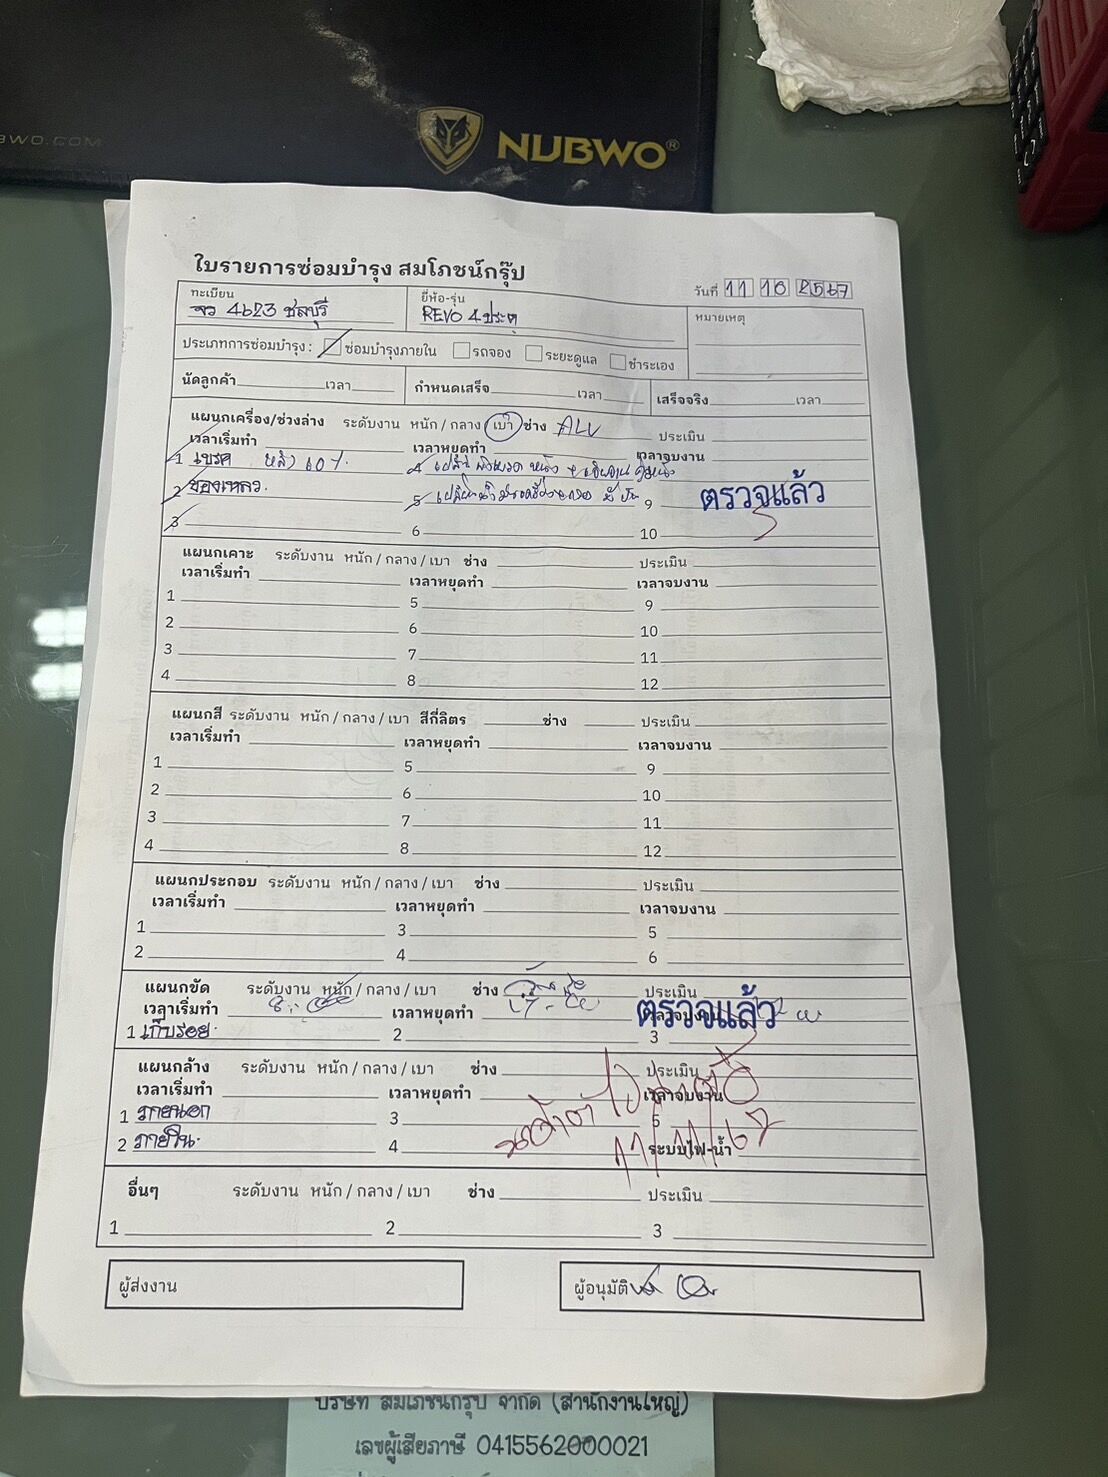 BWO.COM
NUBWO®
ใบรายการซ่อมบำรุง สมโภชน์กรุ๊ป
วันที่ 11 10 2567
ทะเบียน ยี่ห้อ-รุ่น หมายเหตุ
4623 ชลบุรี REVO 4 ประตู
ประเภทการซ่อมบำรุง: ซ่อมบำรุงภายใน รถจอง ระยะดูแล ชำระเอง
นัดลูกค้า เวลา กำหนดเสร็จ เวลา เสร็จจริง เวลา
แผนกเครื่อง/ช่วงล่าง ระดับงาน หนัก / กลาง / เบา ช่าง ประเมิน
เวลาเริ่มทำ เวลาหยุดทำ เวลาจบงาน
1 เบรค หลัง 60 % 4
2 ของเหลว. 5 9 ตรวจแล้ว
3 6 10
แผนกเคาะ ระดับงาน หนัก / กลาง / เบา ช่าง ประเมิน
เวลาเริ่มทำ เวลาหยุดทำ เวลาจบงาน
1 5 9
2 6 10
3 7 11
4 8 12
แผนกสี ระดับงาน หนัก / กลาง / เบา สีกี่ลิตร ช่าง ประเมิน
เวลาเริ่มทำ เวลาหยุดทำ เวลาจบงาน
1 5 9
2 6 10
3 7 11
4 8 12
แผนกประกอบ ระดับงาน หนัก / กลาง / เบา ช่าง ประเมิน
เวลาเริ่มทำ เวลาหยุดทำ เวลาจบงาน
1 3 5
2 4 6
แผนกขัด ระดับงาน หนัก / กลาง / เบา ช่าง ประเมิน
เวลาเริ่มทำ เวลาหยุดทำ เวลาจบงาน ตรวจแล้ว
1 เก็บรอย. 2 3
แผนกล้าง ระดับงาน หนัก / กลาง / เบา ช่าง ประเมิน
เวลาเริ่มทำ เวลาหยุดทำ เวลาจบงาน
1 ภายนอก 3 5
2 ภายใน. 4 ระบบไฟ-น้ำ
อื่นๆ ระดับงาน หนัก / กลาง / เบา ช่าง ประเมิน
1 2 3
ผู้ส่งงาน ผู้อนุมัติ
บริษัท สมโภชน์กรุ๊ป จำกัด (สำนักงานใหญ่)
เลขผู้เสียภาษี 0415562000021